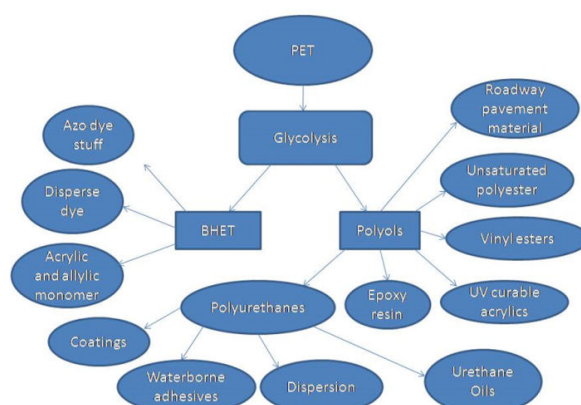 PET
Roadway
pavement
material
Glycolysis
Azo dye
stuff
Unsaturated
polyester
Disperse
dye
BHET
Polyols
Vinyl esters
Acrylic
and allylic
monomer
Polyurethanes
Epoxy
resin
UV curable
acrylics
Coatings
Waterborne
adhesives
Dispersion
Urethane
Oils